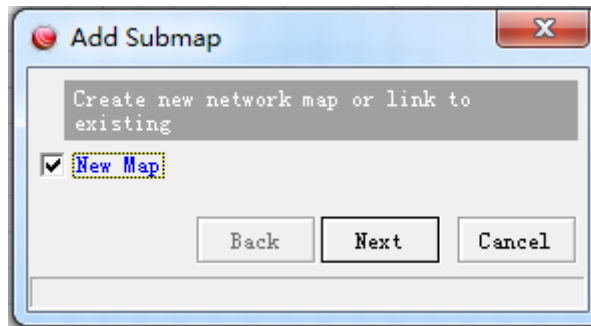 Add Submap
Create new network map or link to
existing
New Map
Back
Next
Cancel